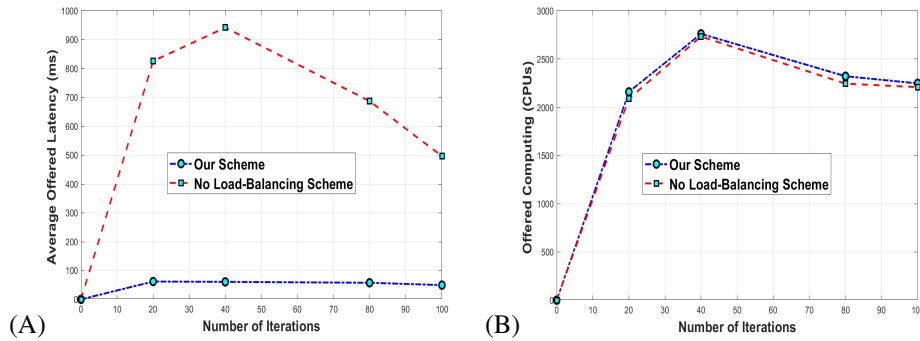 1000
900
800
700
600
500
400
300
200
100
0
Average Offered Latency (ms)
Our Scheme
No Load-Balancing Scheme
0 10 20 30 40 50 60 70 80 90 100
Number of Iterations
(A)
3000
2500
2000
1500
1000
500
0
Offered Computing (CPUs)
Our Scheme
No Load-Balancing Scheme
0 10 20 30 40 50 60 70 80 90 100
Number of Iterations
(B)